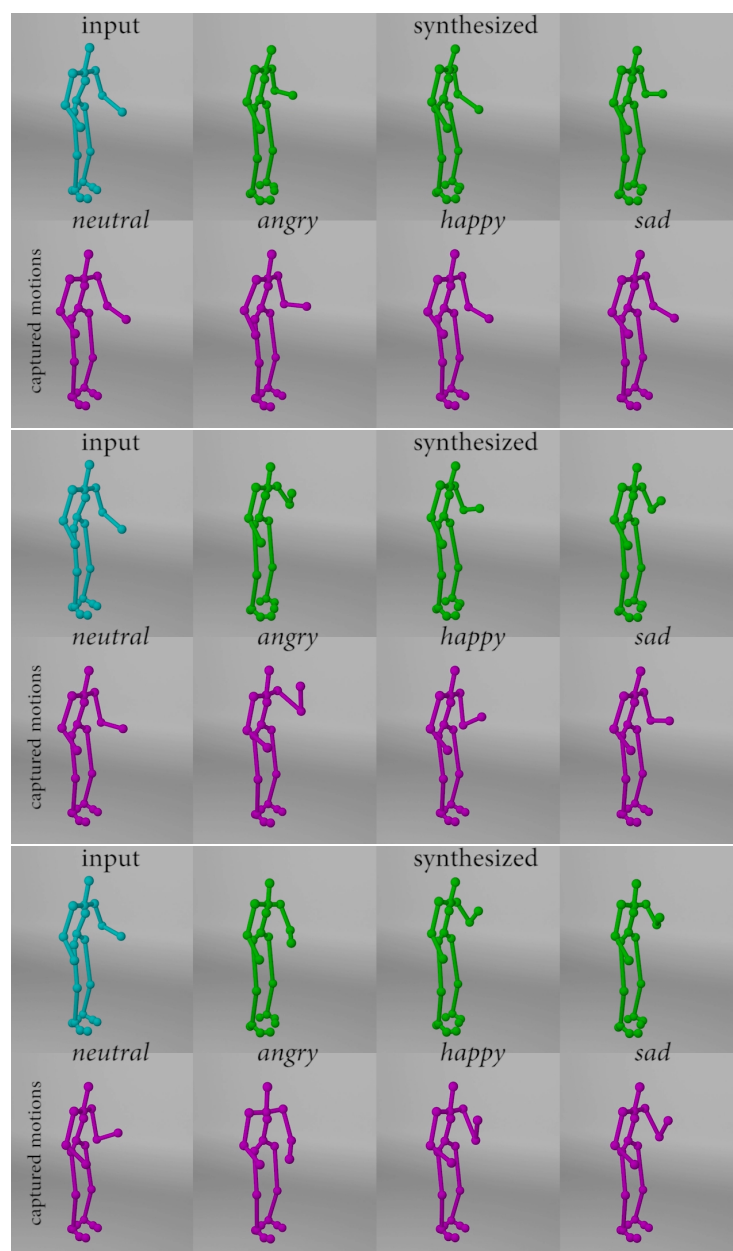 input synthesized
neutral angry happy sad
captured motions
input synthesized
neutral angry happy sad
captured motions
input synthesized
neutral angry happy sad
captured motions